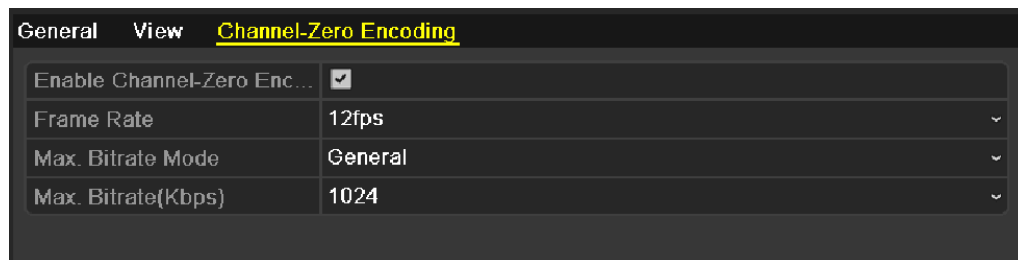 General View Channel-Zero Encoding
Enable Channel-Zero Enc...
Frame Rate 12fps
Max. Bitrate Mode General
Max. Bitrate(Kbps) 1024